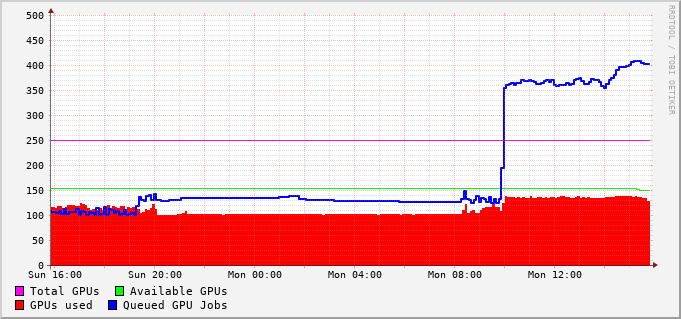 500
450
400
350
300
250
200
150
100
50
0
Sun 16:00 Sun 20:00 Mon 00:00 Mon 04:00 Mon 08:00 Mon 12:00
Total GPUs Available GPUs
GPUs used Queued GPU Jobs
RRDTOOL / TOBI OETIKER